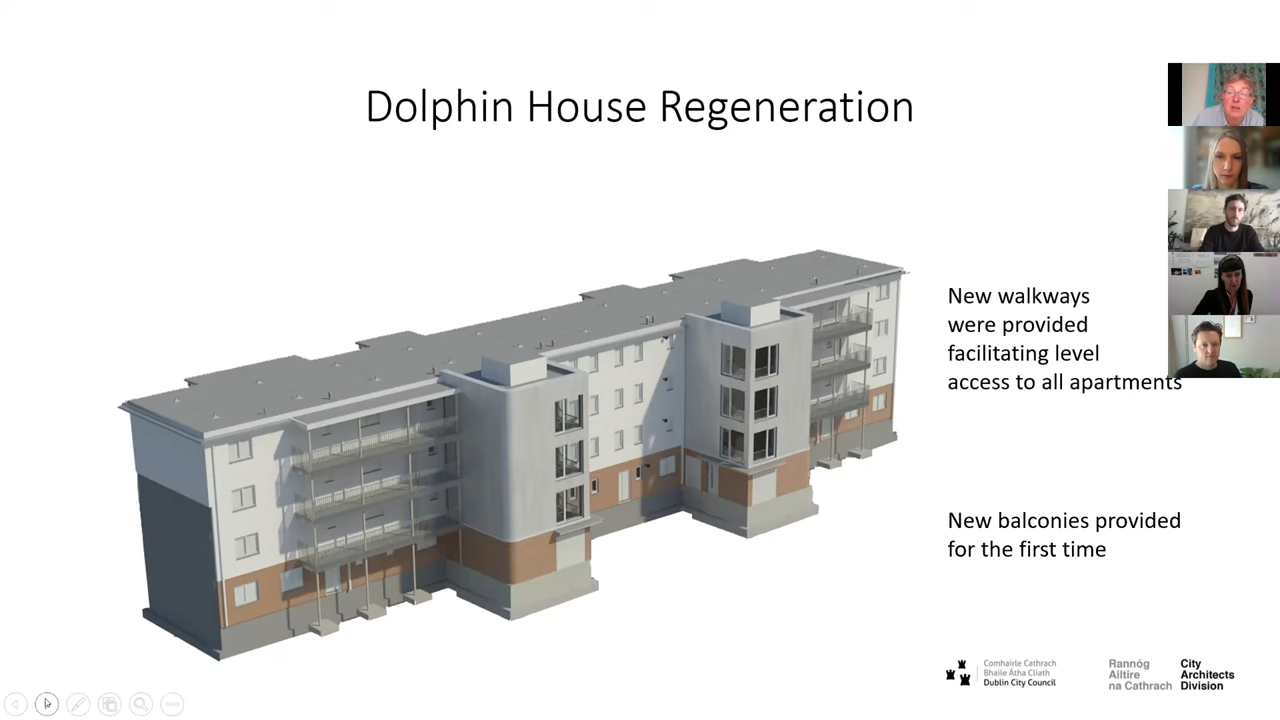 Dolphin House Regeneration
New walkways
were provided
facilitating level
access to all apartments
New balconies provided
for the first time
Comhairle Cathrach
Bhaile Átha Cliath
Dublin City Council
Rannóg
Ailtire
na Cathrach
City
Architects
Division